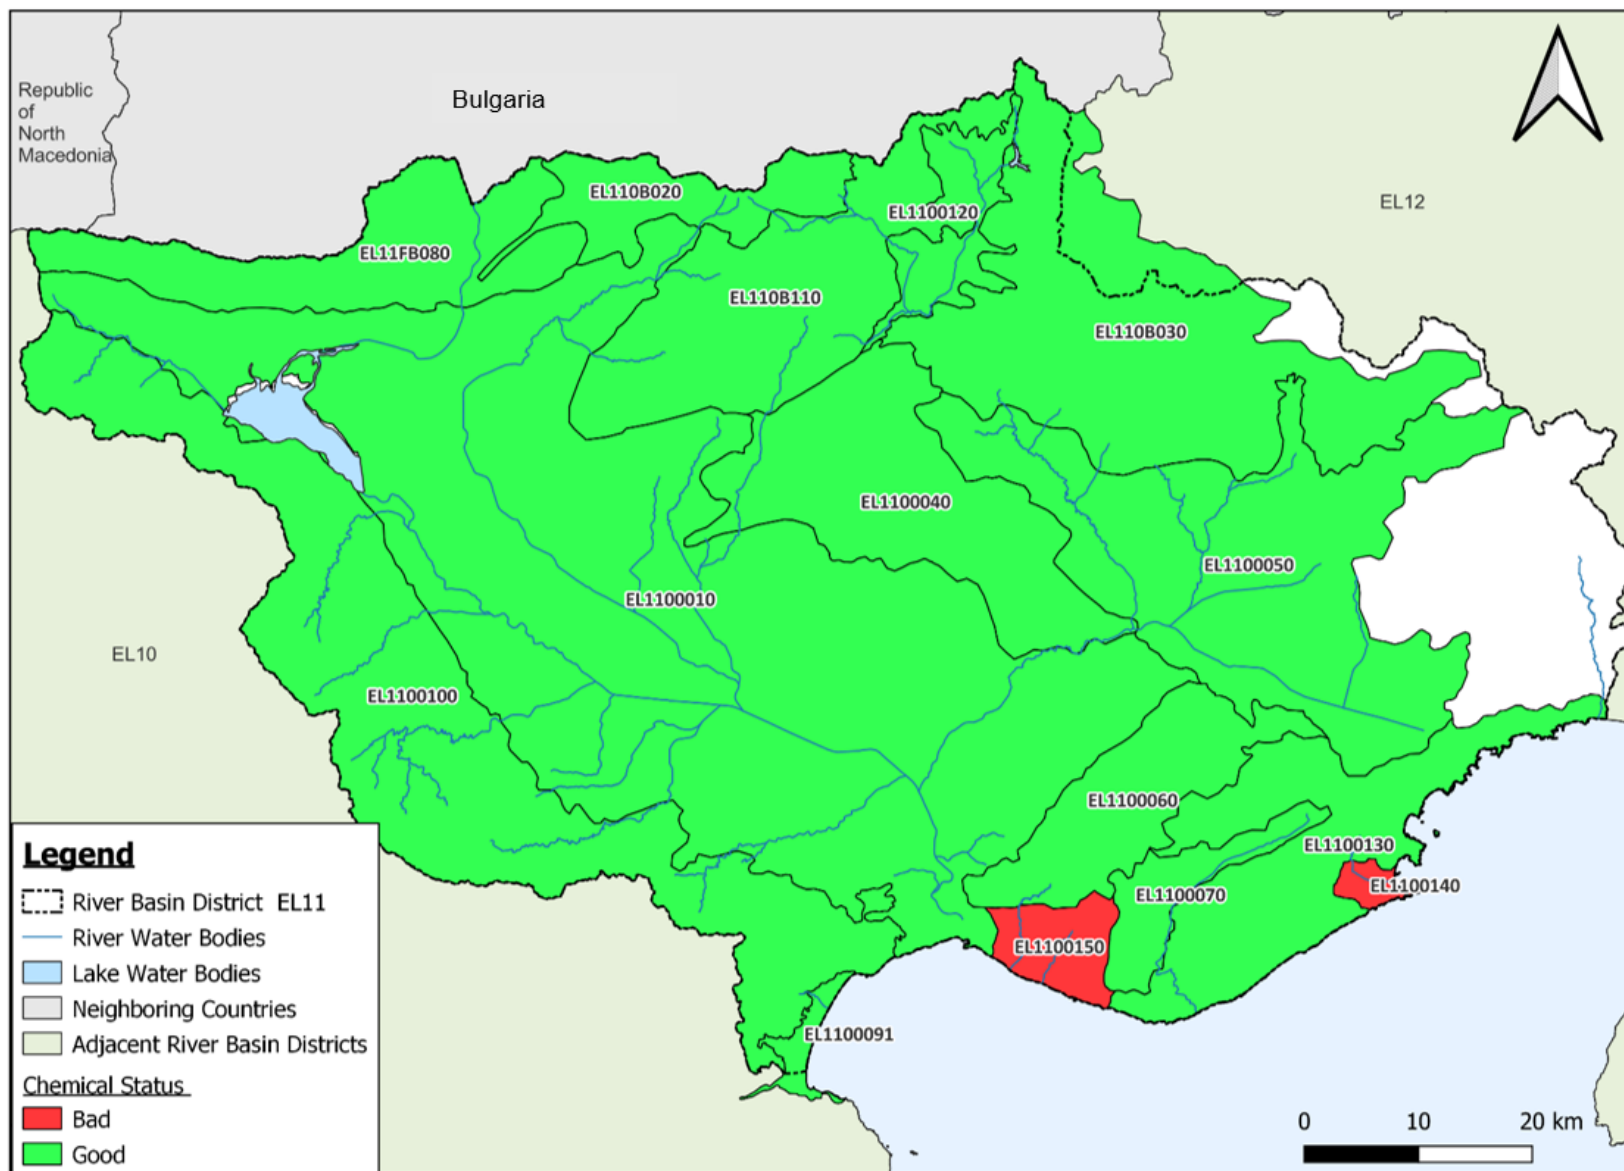 Republic
of
North
Macedonia
Bulgaria
EL12
EL110B020
EL1100120
EL11FB080
EL110B110
EL110B030
EL1100040
EL1100050
EL1100010
EL10
EL1100100
EL1100060
EL1100130
EL1100140
EL1100070
EL1100150
EL1100091
Legend
River Basin District EL11
River Water Bodies
Lake Water Bodies
Neighboring Countries
Adjacent River Basin Districts
Chemical Status
Bad
Good
0 10 20 km